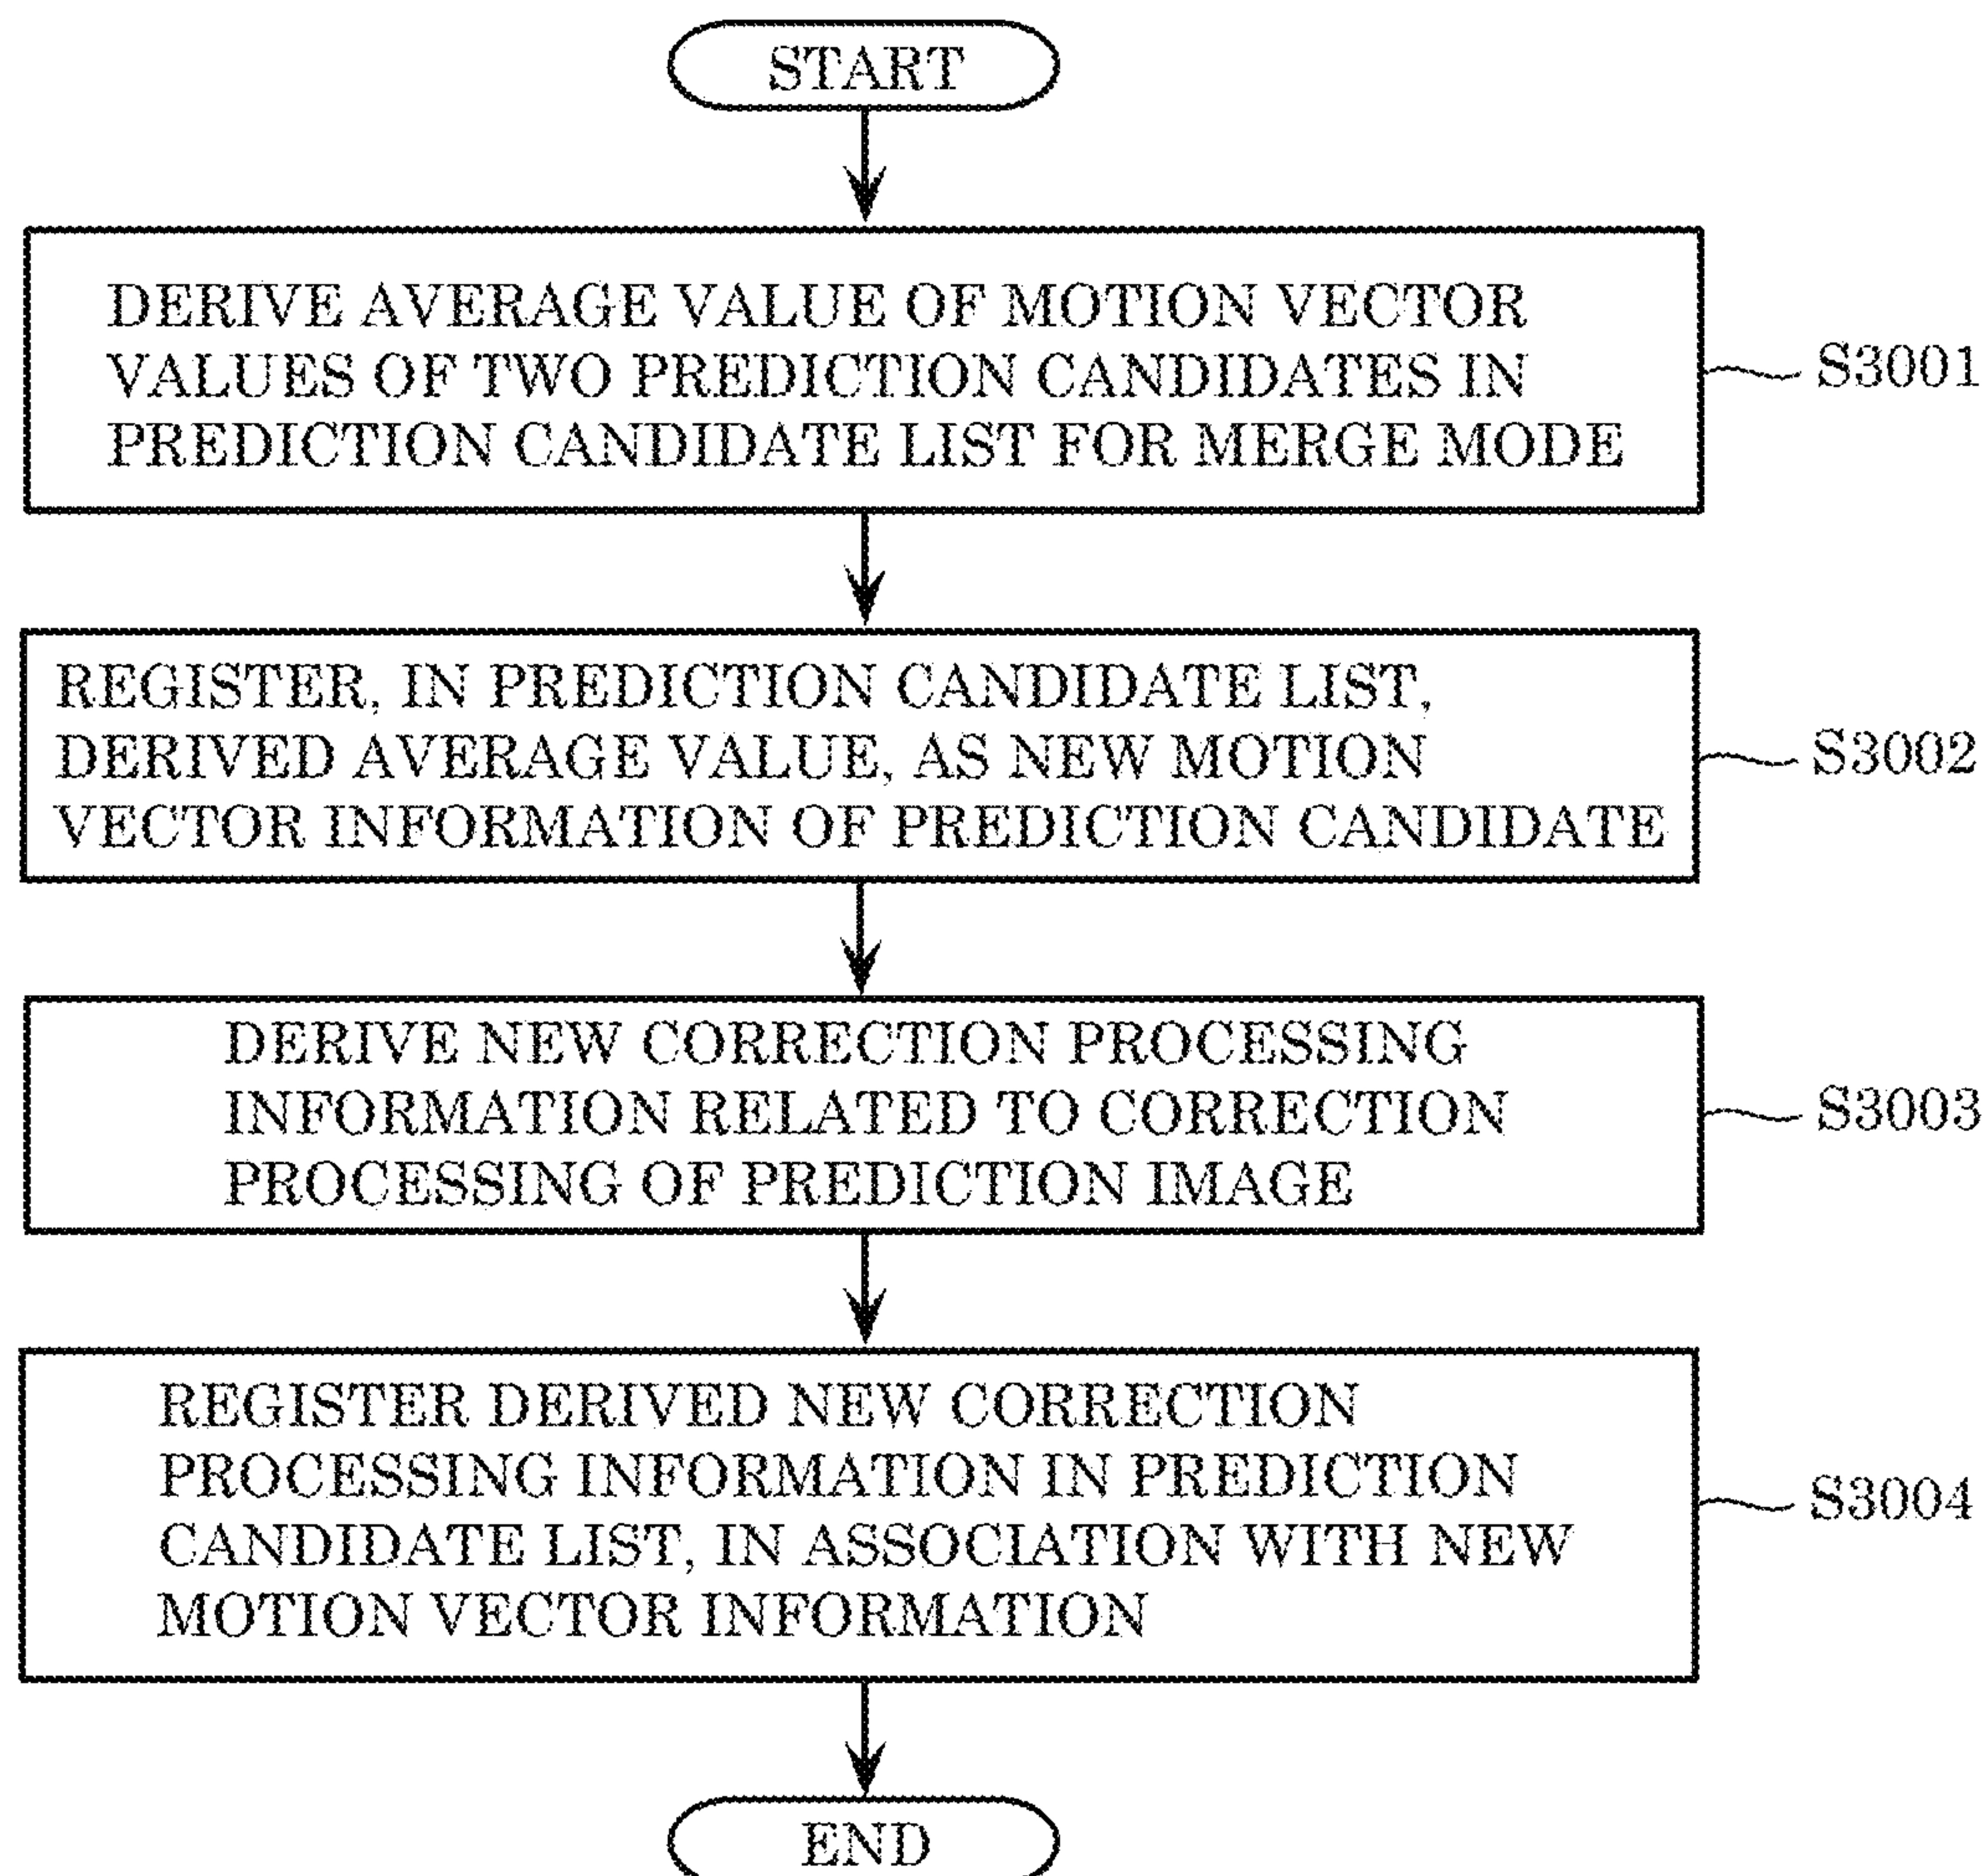 START
DERIVE AVERAGE VALUE OF MOTION VECTOR
VALUES OF TWO PREDICTION CANDIDATES IN
PREDICTION CANDIDATE LIST FOR MERGE MODE
S3001
REGISTER, IN PREDICTION CANDIDATE LIST,
DERIVED AVERAGE VALUE, AS NEW MOTION
VECTOR INFORMATION OF PREDICTION CANDIDATE
S3002
DERIVE NEW CORRECTION PROCESSING
INFORMATION RELATED TO CORRECTION
PROCESSING OF PREDICTION IMAGE
S3003
REGISTER DERIVED NEW CORRECTION
PROCESSING INFORMATION IN PREDICTION
CANDIDATE LIST, IN ASSOCIATION WITH NEW
MOTION VECTOR INFORMATION
S3004
END